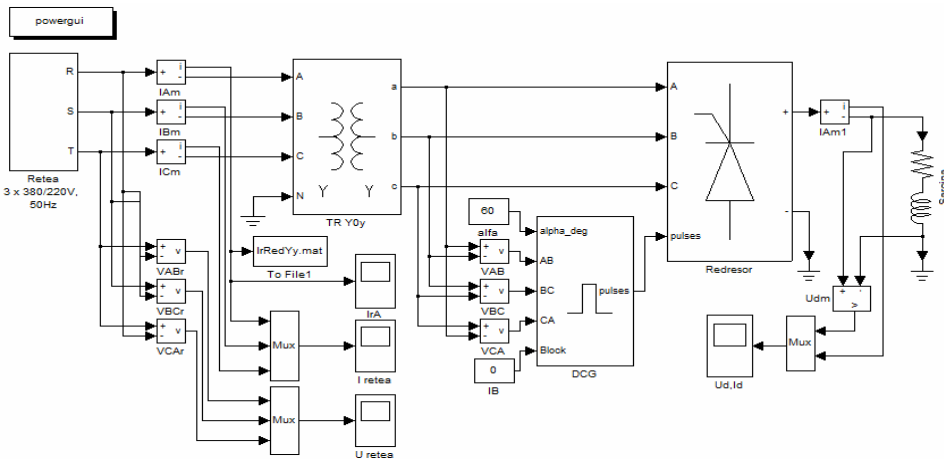 powergui
R
S
T
Retea
3 x 380/220V,
50Hz
+
-
i
IAm
+
-
i
IBm
+
-
i
ICm
A
B
C
N
a
b
c
Y Y
TR Y0y
IrRedYy.mat
To File1
+
-
v
VABr
+
-
v
VBCr
+
-
v
VCAr
IrA
Mux
I retea
Mux
U retea
60
alfa
+
-
v
VAB
+
-
v
VBC
+
-
v
VCA
0
IB
alpha_deg
AB
BC
CA
Block
pulses
DCG
A
B
C
pulses
+
-
Redresor
+
-
i
IAm1
Sarcina
+
-
v
Udm
Mux
Ud,Id